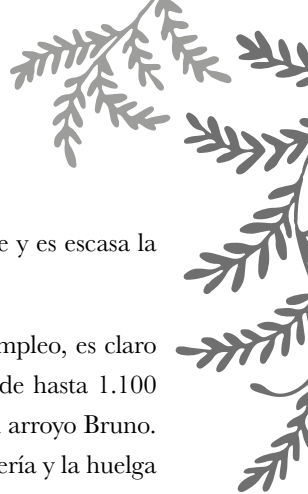 e y es escasa la
mpleo, es claro
de hasta 1.100
arroyo Bruno.
ería y la huelga